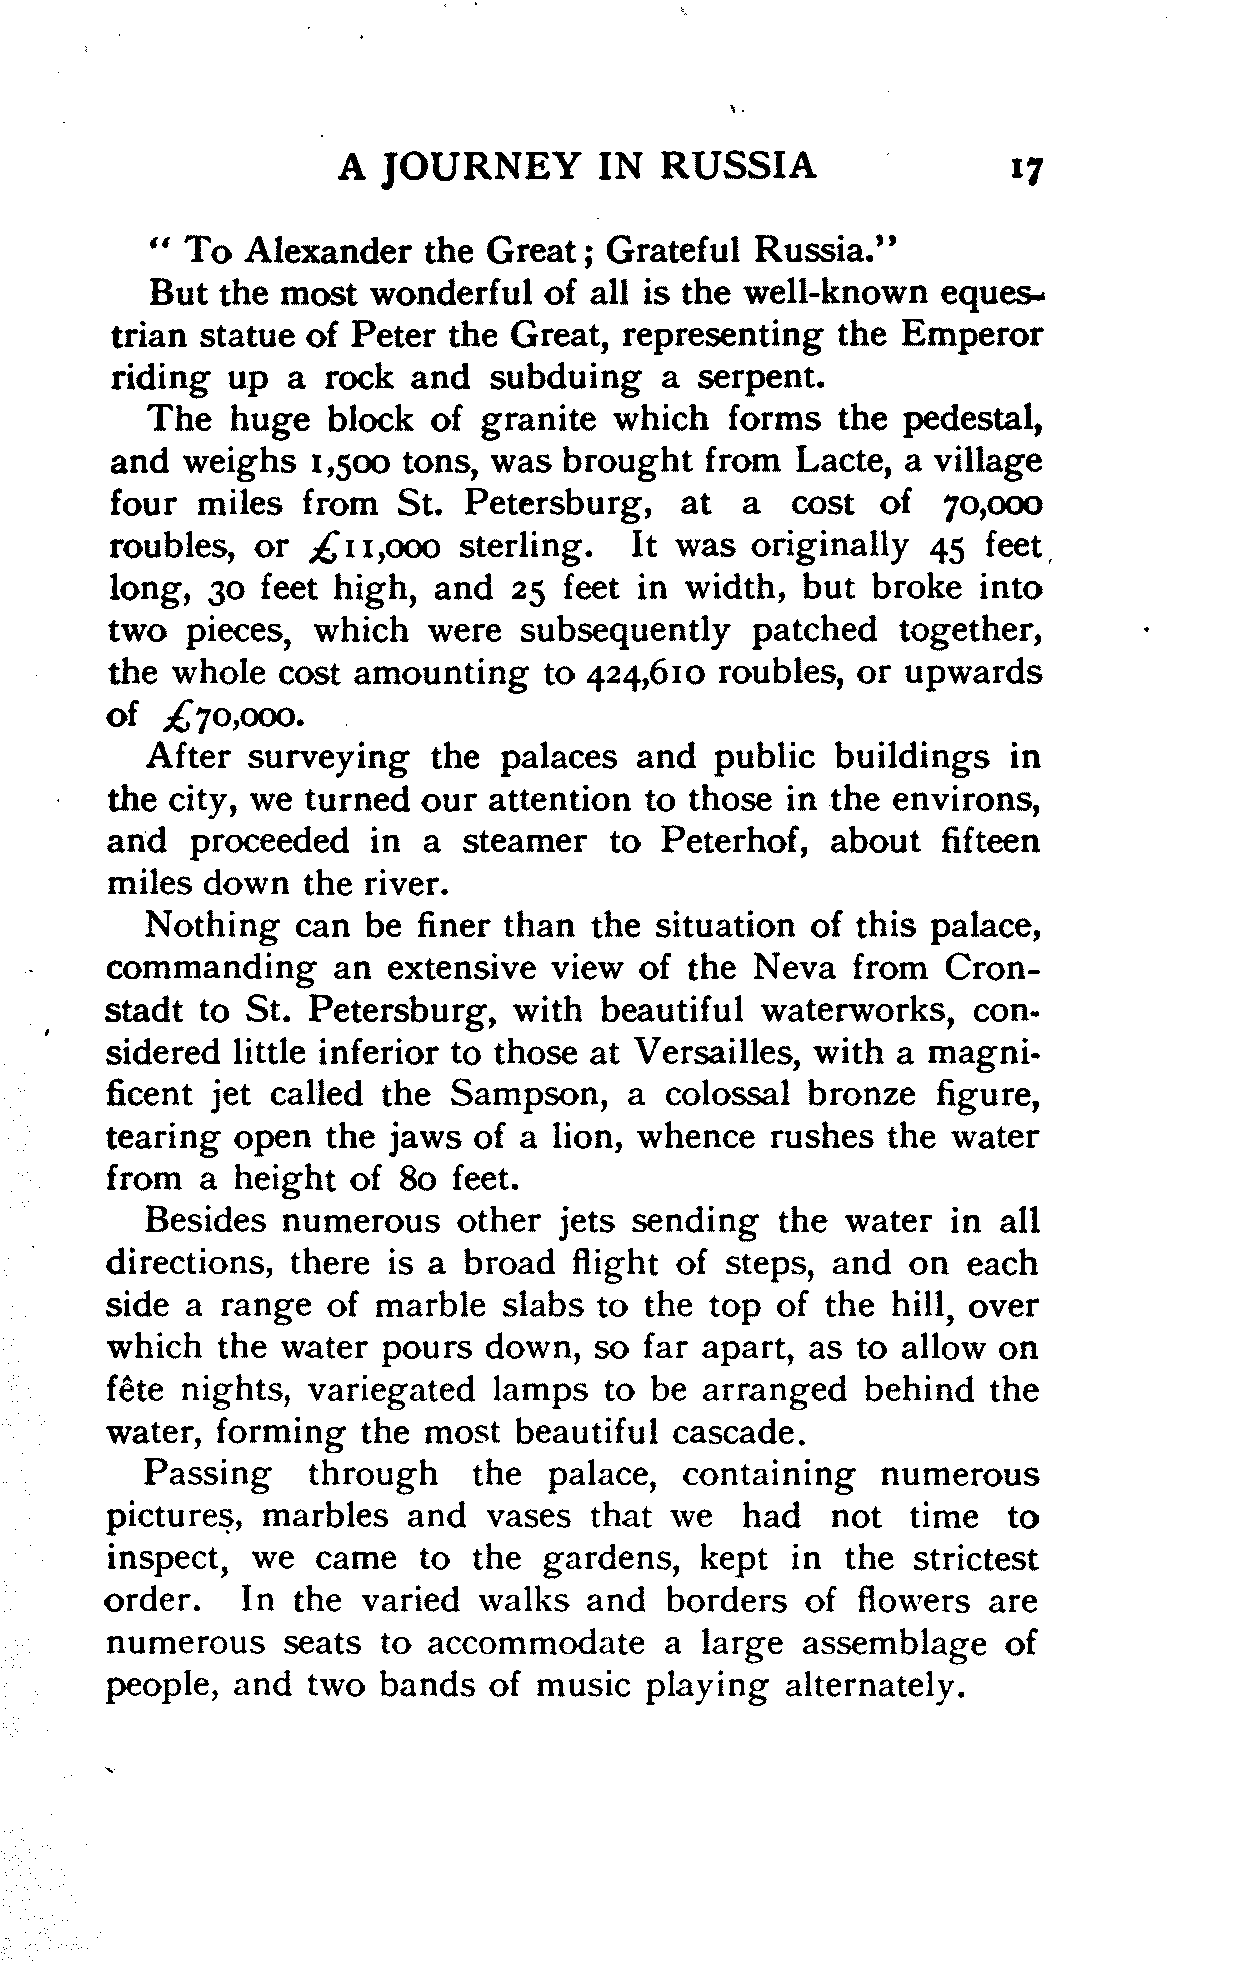 A JOURNEY IN RUSSIA 17
“ To Alexander the Great ; Grateful Russia.”
But the most wonderful of all is the well-known eques-
trian statue of Peter the Great, representing the Emperor
riding up a rock and subduing a serpent.
The huge block of granite which forms the pedestal,
and weighs 1,500 tons, was brought from Lacte, a village
four miles from St. Petersburg, at a cost of 70,000
roubles, or £11,000 sterling. It was originally 45 feet
long, 30 feet high, and 25 feet in width, but broke into
two pieces, which were subsequently patched together,
the whole cost amounting to 424,610 roubles, or upwards
of £70,000.
After surveying the palaces and public buildings in
the city, we turned our attention to those in the environs,
and proceeded in a steamer to Peterhof, about fifteen
miles down the river.
Nothing can be finer than the situation of this palace,
commanding an extensive view of the Neva from Cron-
stadt to St. Petersburg, with beautiful waterworks, con-
sidered little inferior to those at Versailles, with a magni-
ficent jet called the Sampson, a colossal bronze figure,
tearing open the jaws of a lion, whence rushes the water
from a height of 80 feet.
Besides numerous other jets sending the water in all
directions, there is a broad flight of steps, and on each
side a range of marble slabs to the top of the hill, over
which the water pours down, so far apart, as to allow on
fête nights, variegated lamps to be arranged behind the
water, forming the most beautiful cascade.
Passing through the palace, containing numerous
pictures, marbles and vases that we had not time to
inspect, we came to the gardens, kept in the strictest
order. In the varied walks and borders of flowers are
numerous seats to accommodate a large assemblage of
people, and two bands of music playing alternately.